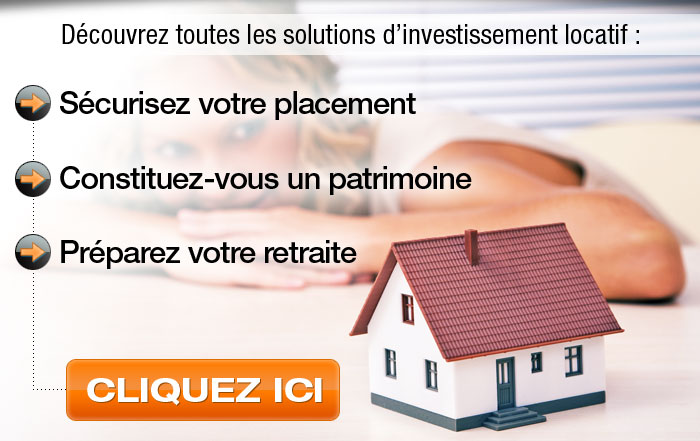 Découvrez toutes les solutions d'investissement locatif :
Sécurisez votre placement
Constituez-vous un patrimoine
Préparez votre retraite
CLIQUEZ ICI